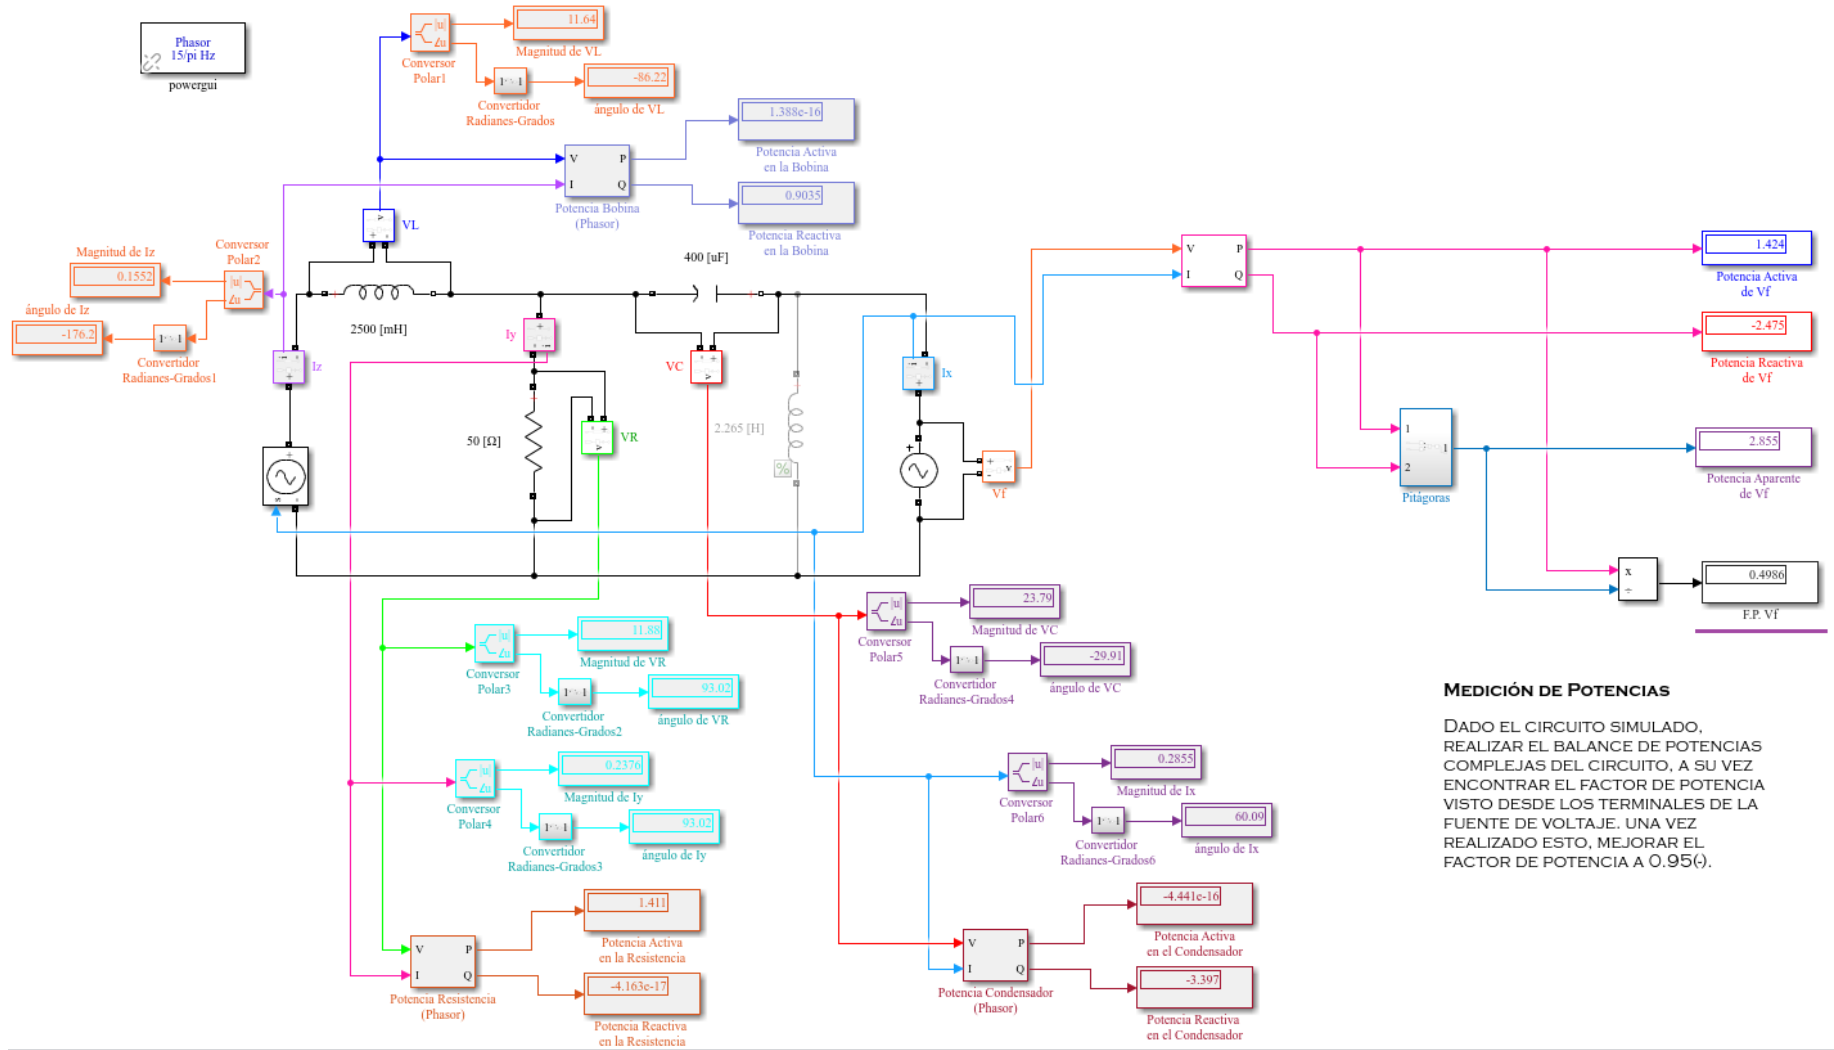 Phasor
15/pi Hz
powergui
|u|
∠u
Conversor
Polar1
11.64
Magnitud de VL
Convertidor
Radianes-Grados
-86.22
ángulo de VL
V
I
P
Q
Potencia Bobina
(Phasor)
1.388e-16
Potencia Activa
en la Bobina
0.9035
Potencia Reactiva
en la Bobina
VL
Magnitud de Iz
0.1552
Conversor
Polar2
|u|
∠u
ángulo de Iz
-176.2
Convertidor
Radianes-Grados1
Iz
2500 [mH]
Iy
50 [Ω]
VR
400 [uF]
VC
2.265 [H]
%
Ix
Vf
V
I
P
Q
1.424
Potencia Activa
de Vf
-2.475
Potencia Reactiva
de Vf
1
2
1
Pitágoras
2.855
Potencia Aparente
de Vf
x
÷
0.4986
F.P. Vf
|u|
∠u
Conversor
Polar3
11.88
Magnitud de VR
Convertidor
Radianes-Grados2
93.02
ángulo de VR
|u|
∠u
Conversor
Polar4
0.2376
Magnitud de Iy
Convertidor
Radianes-Grados3
93.02
ángulo de Iy
V
I
P
Q
Potencia Resistencia
(Phasor)
1.411
Potencia Activa
en la Resistencia
-4.163e-17
Potencia Reactiva
en la Resistencia
|u|
∠u
Conversor
Polar5
23.79
Magnitud de VC
Convertidor
Radianes-Grados4
-29.91
ángulo de VC
|u|
∠u
Conversor
Polar6
0.2855
Magnitud de Ix
Convertidor
Radianes-Grados6
60.09
ángulo de Ix
V
I
P
Q
Potencia Condensador
(Phasor)
-4.441e-16
Potencia Activa
en el Condensador
-3.397
Potencia Reactiva
en el Condensador
MEDICIÓN DE POTENCIAS
DADO EL CIRCUITO SIMULADO,
REALIZAR EL BALANCE DE POTENCIAS
COMPLEJAS DEL CIRCUITO, A SU VEZ
ENCONTRAR EL FACTOR DE POTENCIA
VISTO DESDE LOS TERMINALES DE LA
FUENTE DE VOLTAJE. UNA VEZ
REALIZADO ESTO, MEJORAR EL
FACTOR DE POTENCIA A 0.95(-).